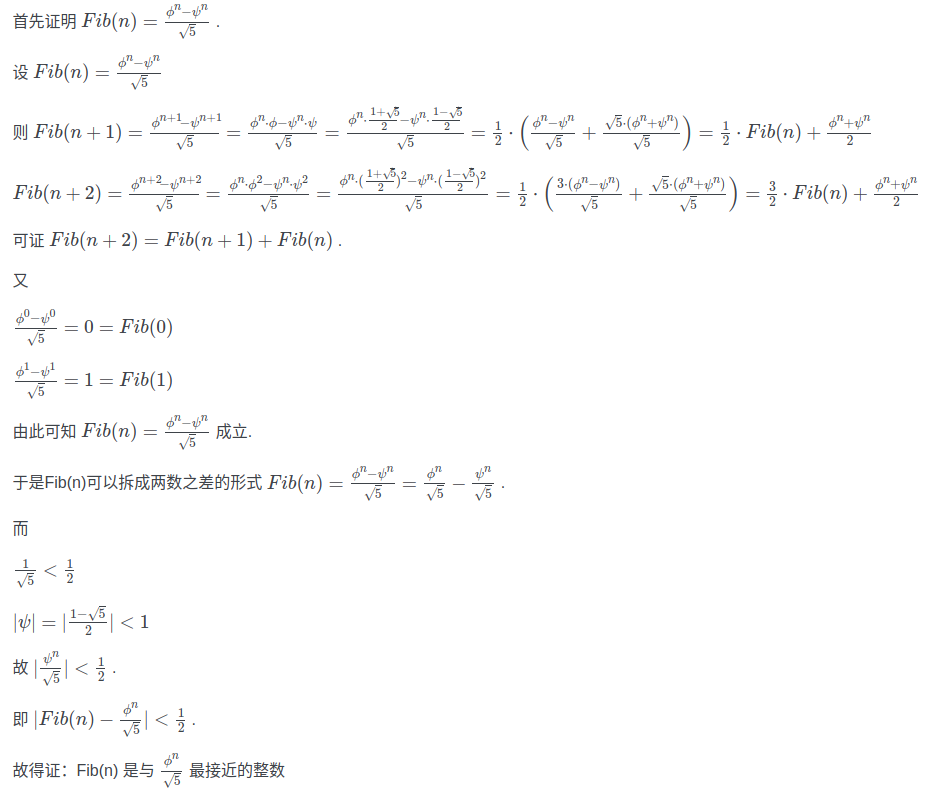 首先证明 $Fib(n) = \frac{\phi^n - \psi^n}{\sqrt{5}}$ .
设 $Fib(n) = \frac{\phi^n - \psi^n}{\sqrt{5}}$
则 $Fib(n+1) = \frac{\phi^{n+1} - \psi^{n+1}}{\sqrt{5}} = \frac{\phi^n \cdot \phi - \psi^n \cdot \psi}{\sqrt{5}} = \frac{\phi^n \cdot \frac{1+\sqrt{5}}{2} - \psi^n \cdot \frac{1-\sqrt{5}}{2}}{\sqrt{5}} = \frac{1}{2} \cdot \left( \frac{\phi^n - \psi^n}{\sqrt{5}} + \frac{\sqrt{5} \cdot (\phi^n + \psi^n)}{\sqrt{5}} \right) = \frac{1}{2} \cdot Fib(n) + \frac{\phi^n + \psi^n}{2}$
$Fib(n+2) = \frac{\phi^{n+2} - \psi^{n+2}}{\sqrt{5}} = \frac{\phi^n \cdot \phi^2 - \psi^n \cdot \psi^2}{\sqrt{5}} = \frac{\phi^n \cdot (\frac{1+\sqrt{5}}{2})^2 - \psi^n \cdot (\frac{1-\sqrt{5}}{2})^2}{\sqrt{5}} = \frac{1}{2} \cdot \left( \frac{3 \cdot (\phi^n - \psi^n)}{\sqrt{5}} + \frac{\sqrt{5} \cdot (\phi^n + \psi^n)}{\sqrt{5}} \right) = \frac{3}{2} \cdot Fib(n) + \frac{\phi^n + \psi^n}{2}$
可证 $Fib(n+2) = Fib(n+1) + Fib(n)$ .
又
$\frac{\phi^0 - \psi^0}{\sqrt{5}} = 0 = Fib(0)$
$\frac{\phi^1 - \psi^1}{\sqrt{5}} = 1 = Fib(1)$
由此可知 $Fib(n) = \frac{\phi^n - \psi^n}{\sqrt{5}}$ 成立.
于是Fib(n)可以拆成两数之差的形式 $Fib(n) = \frac{\phi^n - \psi^n}{\sqrt{5}} = \frac{\phi^n}{\sqrt{5}} - \frac{\psi^n}{\sqrt{5}}$ .
而
$\frac{1}{\sqrt{5}} < \frac{1}{2}$
$|\psi| = |\frac{1-\sqrt{5}}{2}| < 1$
故 $|\frac{\psi^n}{\sqrt{5}}| < \frac{1}{2}$ .
即 $|Fib(n) - \frac{\phi^n}{\sqrt{5}}| < \frac{1}{2}$ .
故得证：Fib(n) 是与 $\frac{\phi^n}{\sqrt{5}}$ 最接近的整数